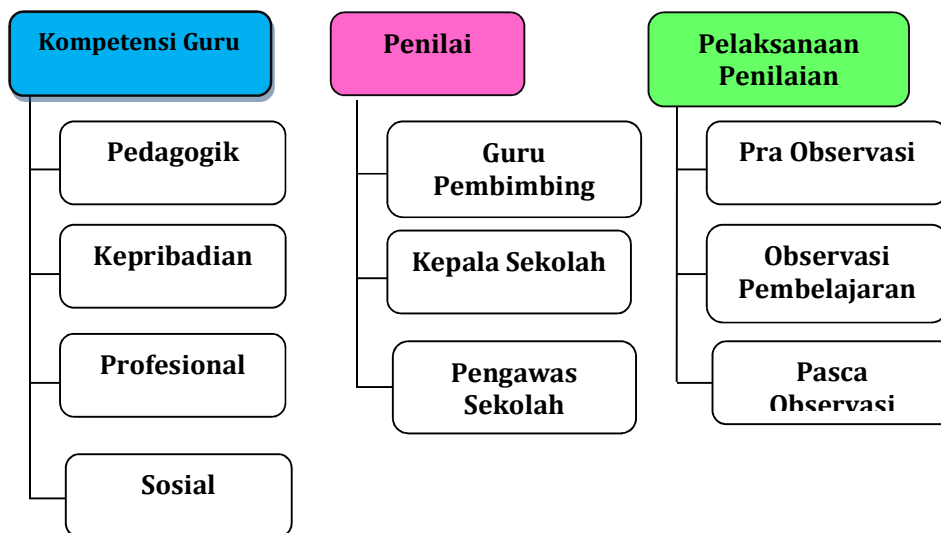 Kompetensi Guru
Pedagogik
Kepribadian
Profesional
Sosial
Penilai
Guru
Pembimbing
Kepala Sekolah
Pengawas
Sekolah
Pelaksanaan
Penilaian
Pra Observasi
Observasi
Pembelajaran
Pasca
Observasi